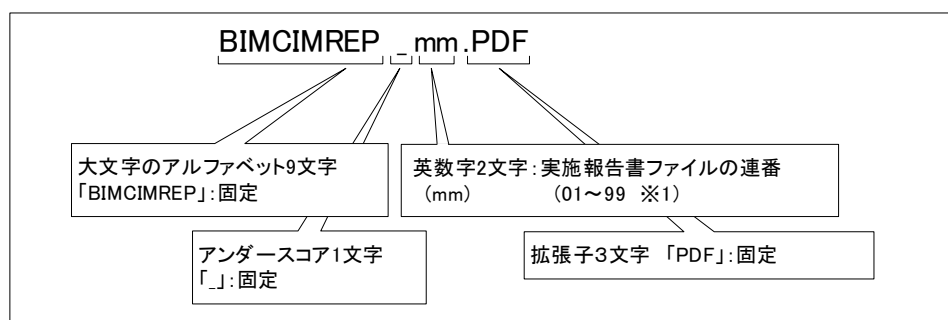 BIMCIMREP _ mm .PDF
大文字のアルファベット9文字
「BIMCIMREP」:固定
英数字2文字:実施報告書ファイルの連番
(mm) (01～99 ※1)
アンダースコア1文字
「_」:固定
拡張子3文字 「PDF」:固定